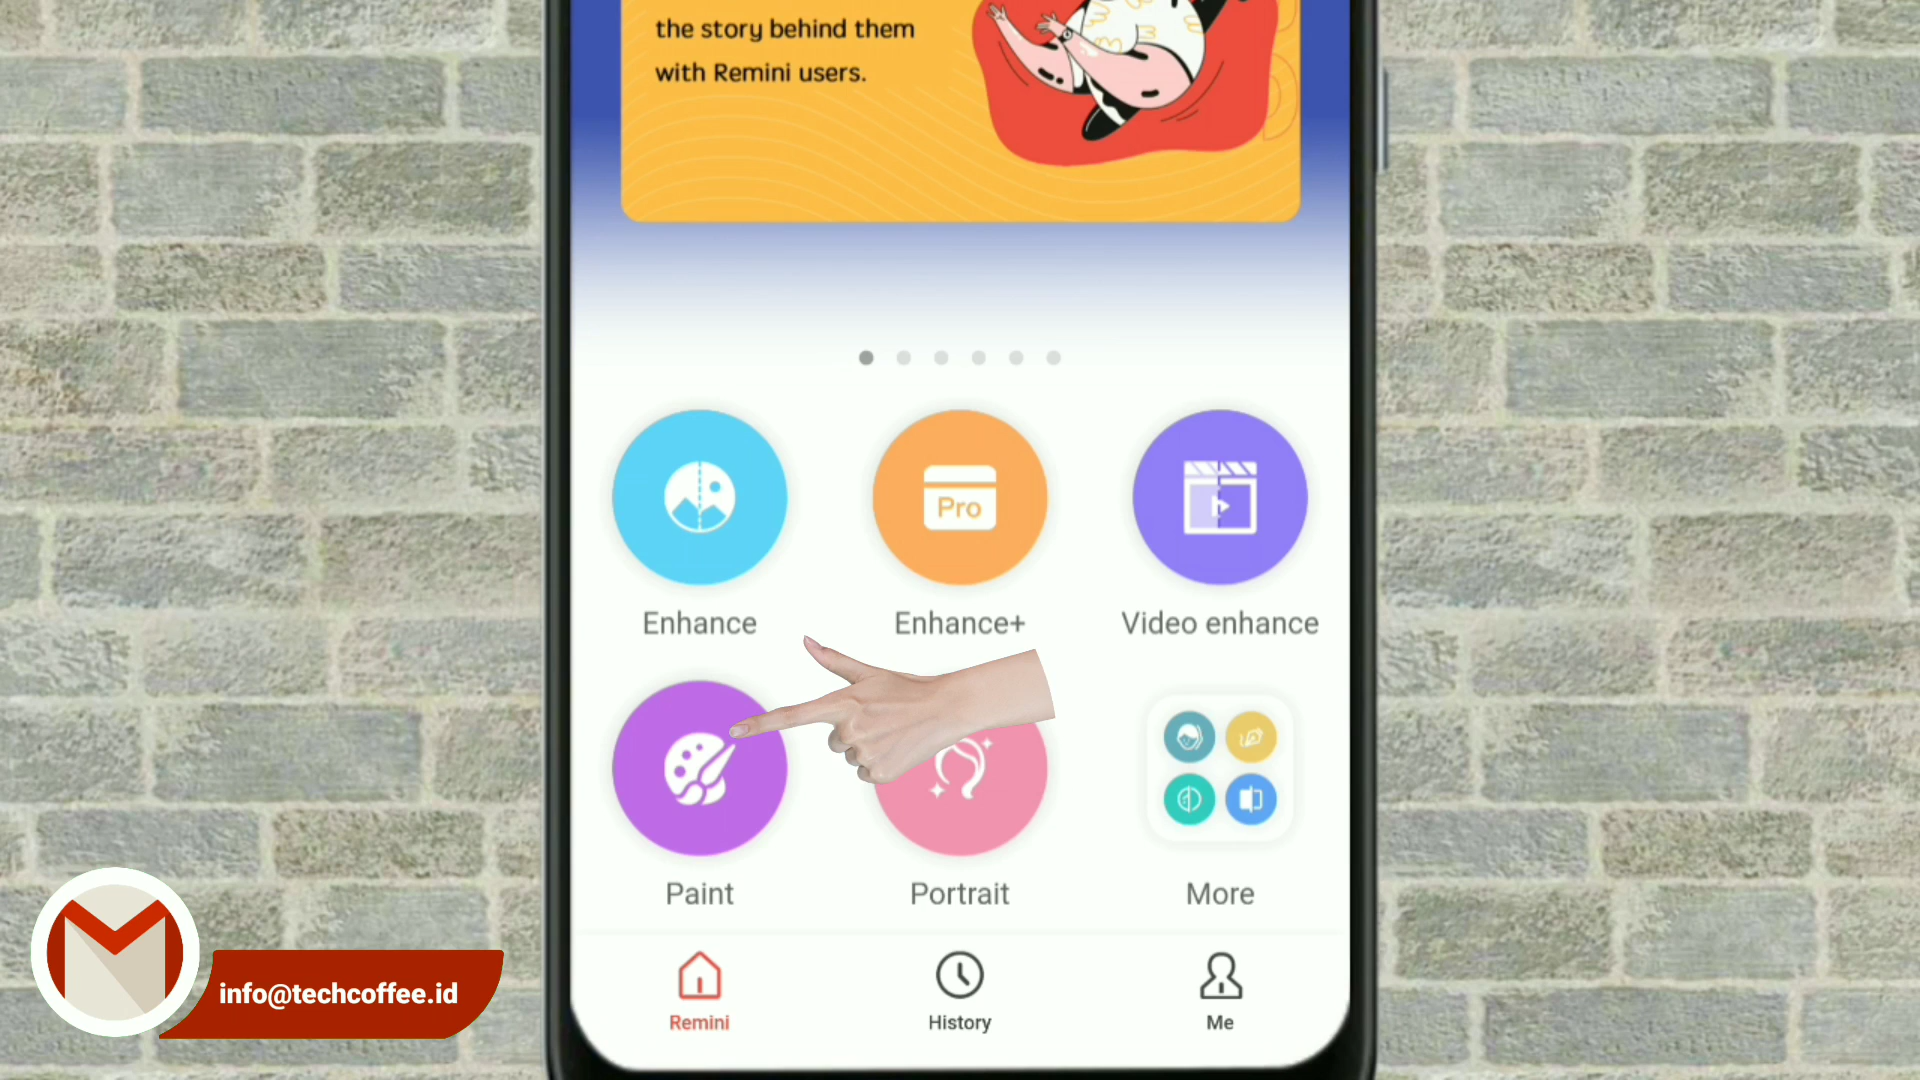 the story behind them
with Remini users.
Pro
Enhance
Enhance+
Video enhance
Paint
Portrait
More
Remini
History
Me
info@techcoffee.id